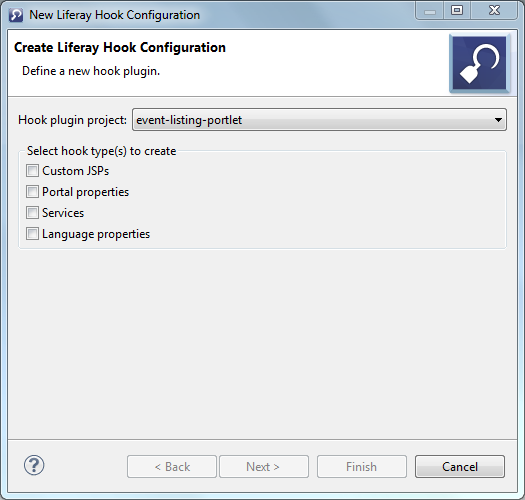 New Liferay Hook Configuration
Create Liferay Hook Configuration
Define a new hook plugin.
Hook plugin project: event-listing-portlet
Select hook type(s) to create
Custom JSPs
Portal properties
Services
Language properties
? < Back Next > Finish Cancel